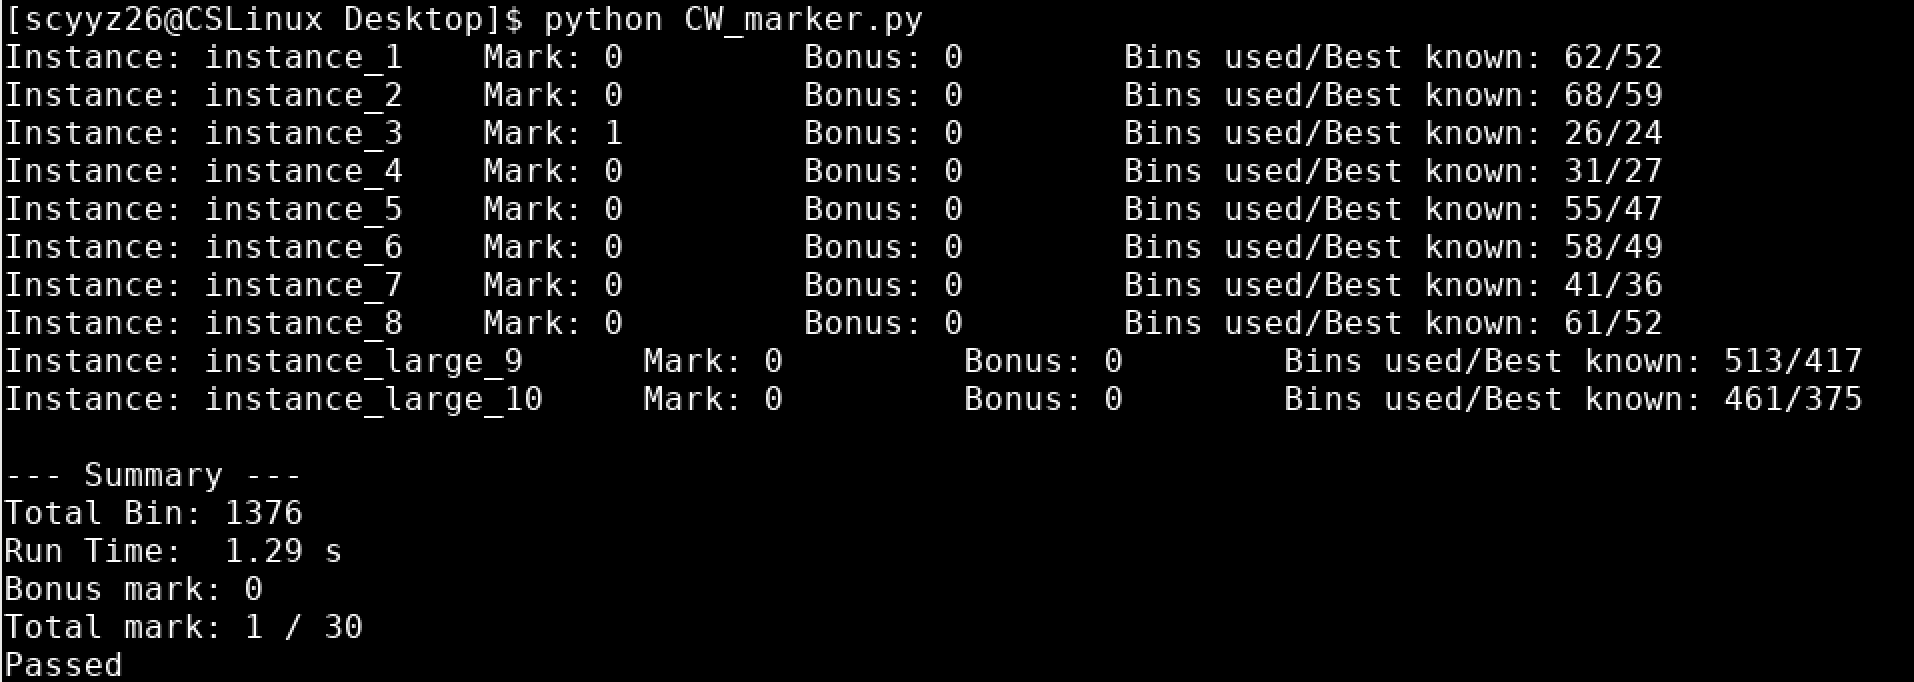 [scyyz26@CSLinux Desktop]$ python CW_marker.py
Instance: instance_1    Mark: 0         Bonus: 0        Bins used/Best known: 62/52
Instance: instance_2    Mark: 0         Bonus: 0        Bins used/Best known: 68/59
Instance: instance_3    Mark: 1         Bonus: 0        Bins used/Best known: 26/24
Instance: instance_4    Mark: 0         Bonus: 0        Bins used/Best known: 31/27
Instance: instance_5    Mark: 0         Bonus: 0        Bins used/Best known: 55/47
Instance: instance_6    Mark: 0         Bonus: 0        Bins used/Best known: 58/49
Instance: instance_7    Mark: 0         Bonus: 0        Bins used/Best known: 41/36
Instance: instance_8    Mark: 0         Bonus: 0        Bins used/Best known: 61/52
Instance: instance_large_9      Mark: 0         Bonus: 0        Bins used/Best known: 513/417
Instance: instance_large_10     Mark: 0         Bonus: 0        Bins used/Best known: 461/375

--- Summary ---
Total Bin: 1376
Run Time:  1.29 s
Bonus mark: 0
Total mark: 1 / 30
Passed